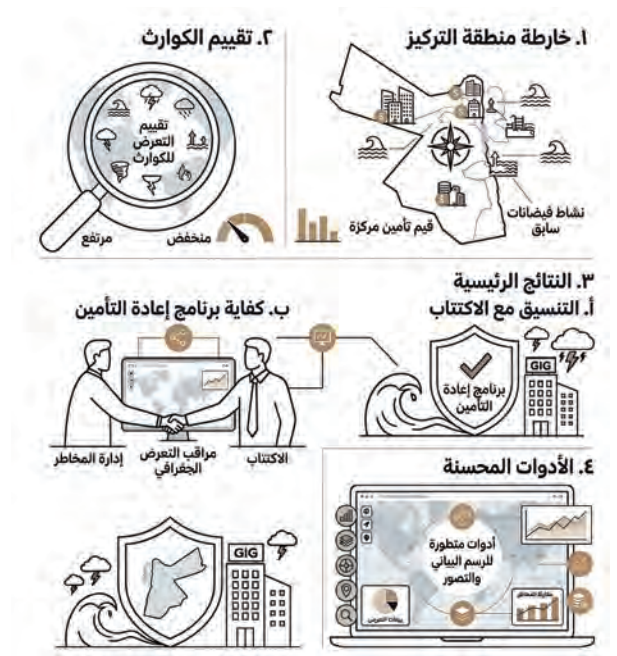 ١. خارطة منطقة التركيز
نشاط فيضانات
سابق
قيم تأمين مركزة
٢. تقييم الكوارث
تقييم
التعرض
للكوارث
منخفض
مرتفع
٣. النتائج الرئيسية
أ. التنسيق مع الاكتتاب
برنامج إعادة
التأمين
GIG
ب. كفاية برنامج إعادة التأمين
إدارة المخاطر
مراقب التعرض
الجغرافي
الاكتتاب
٤. الأدوات المحسنة
أدوات متطورة
للرسم البياني
والتصور
GIG